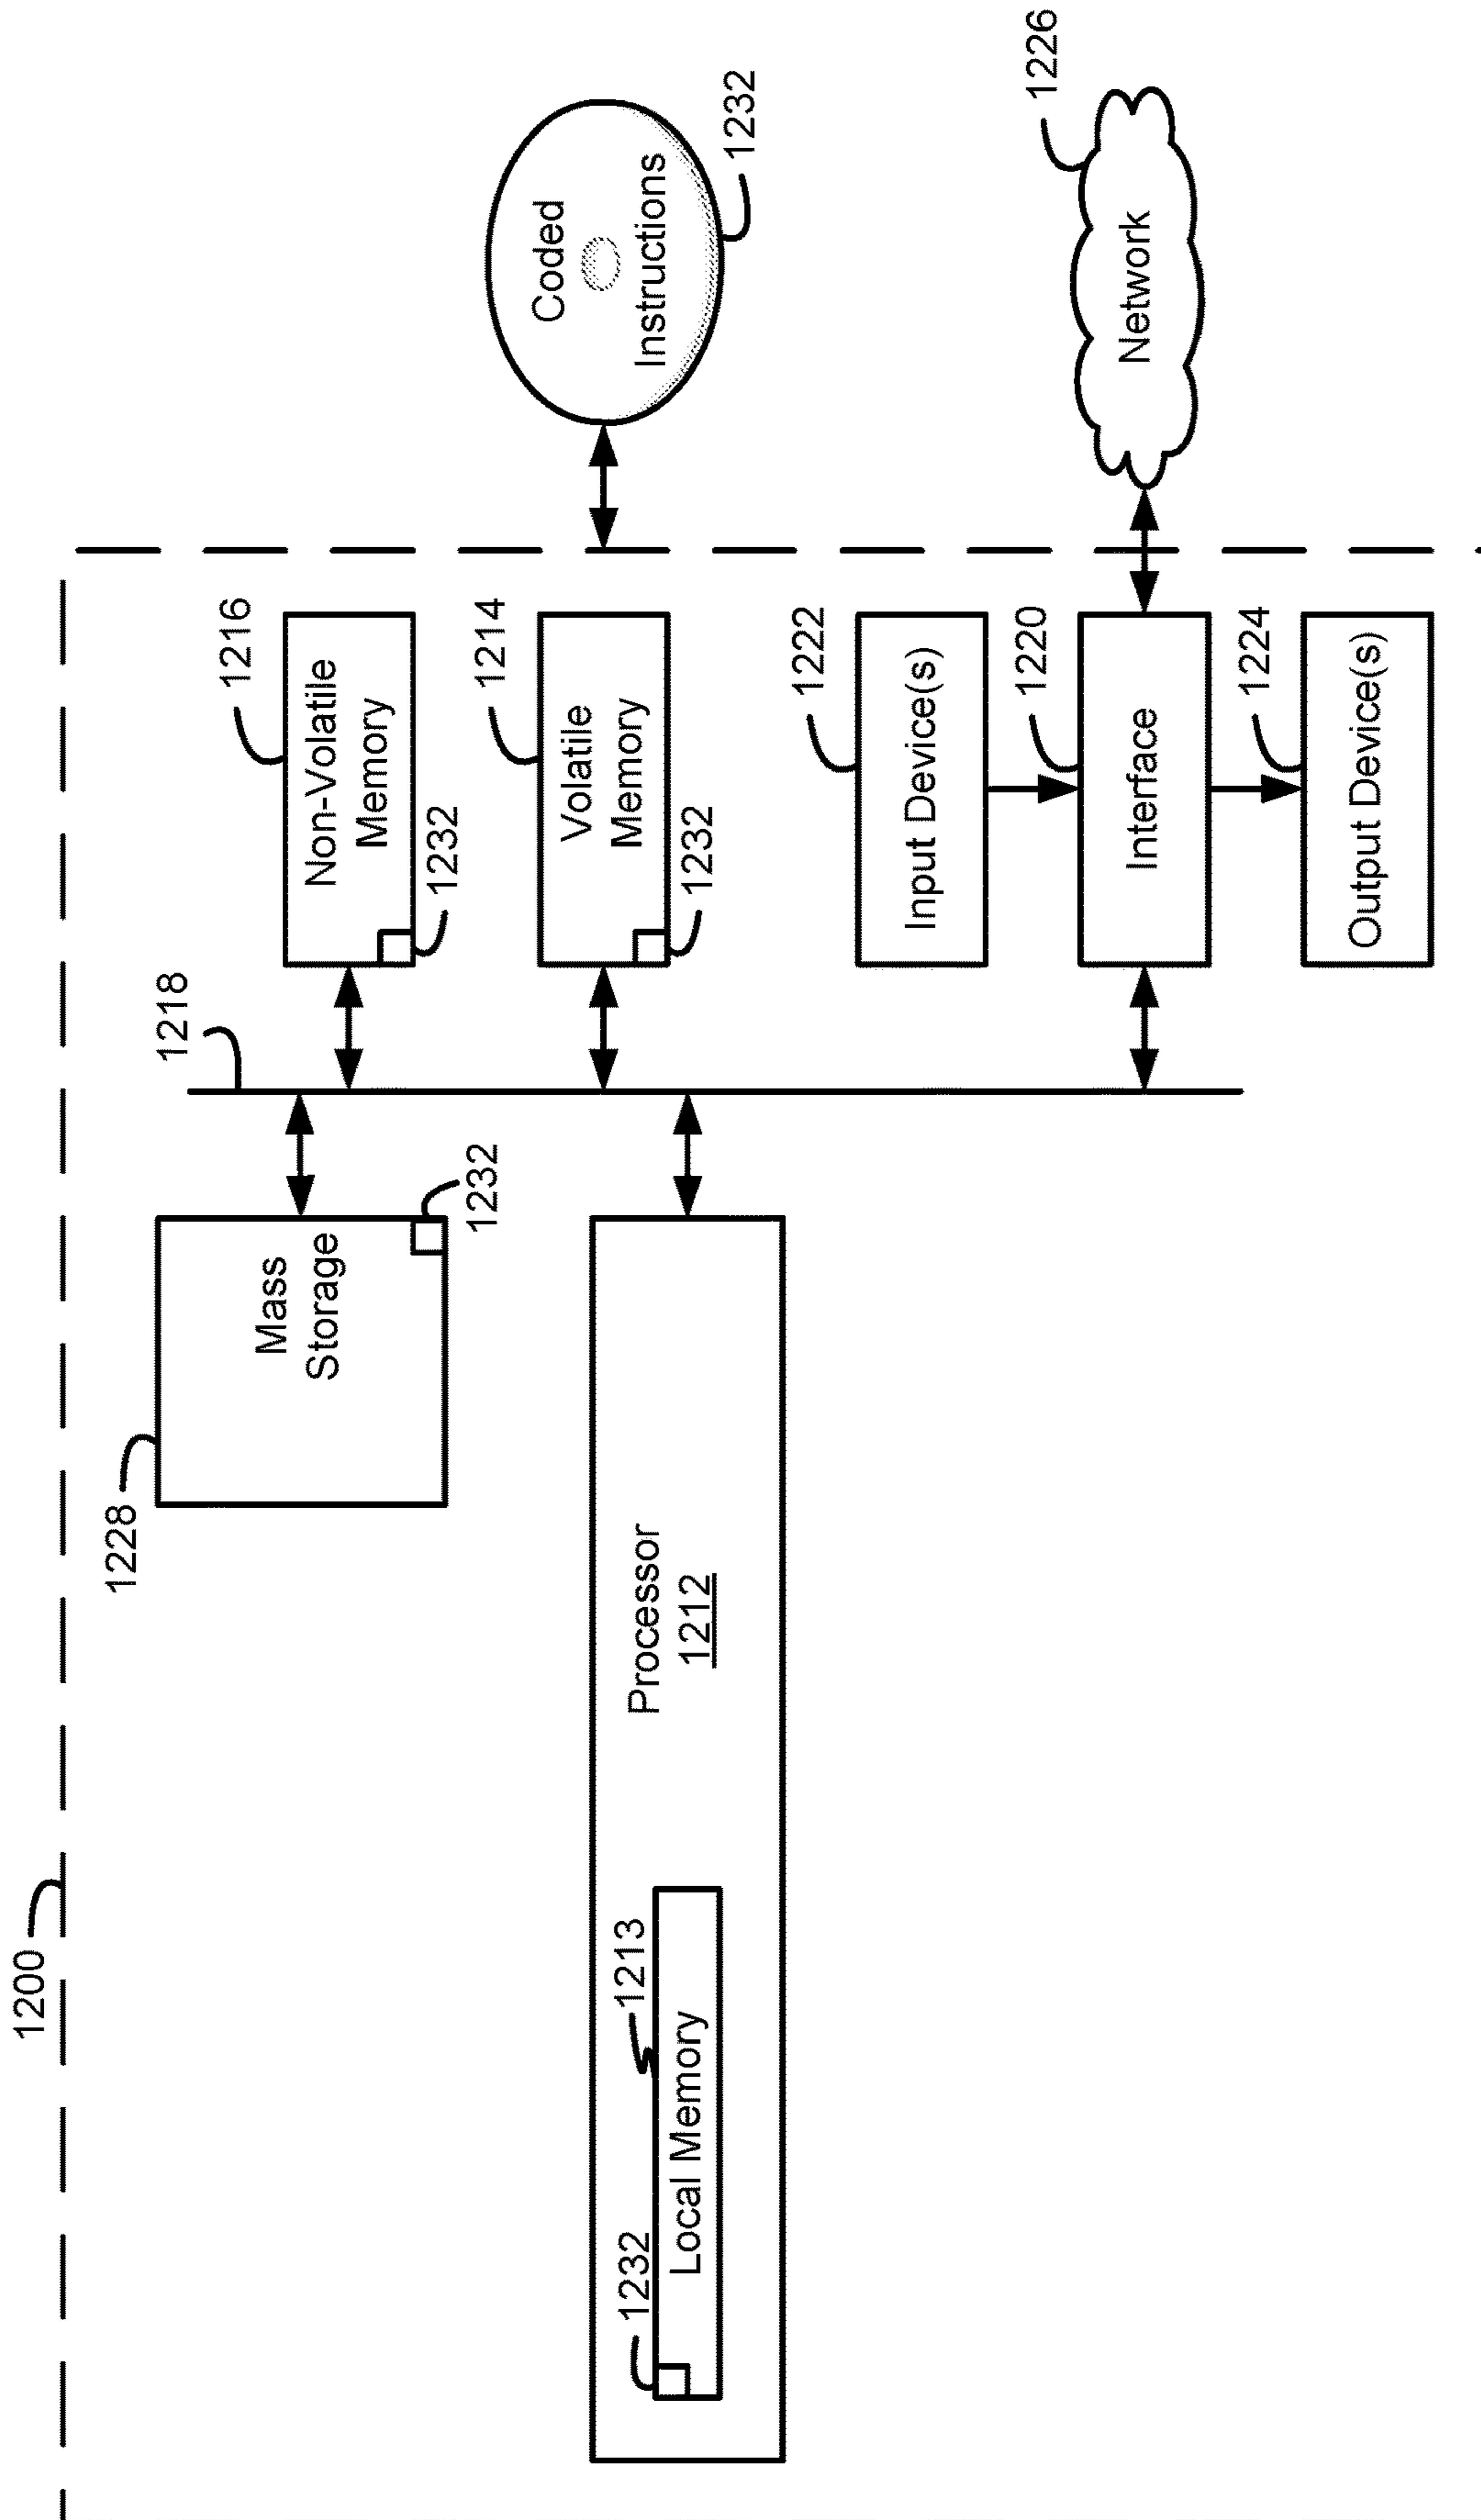 1200
1228
1218
1216
Mass
Storage
1232
Non-Volatile
Memory
1232
1214
Volatile
Memory
1232
Coded
Instructions
1232
Processor
1212
1232
1213
Local Memory
1222
Input Device(s)
1220
Interface
1226
Network
1224
Output Device(s)